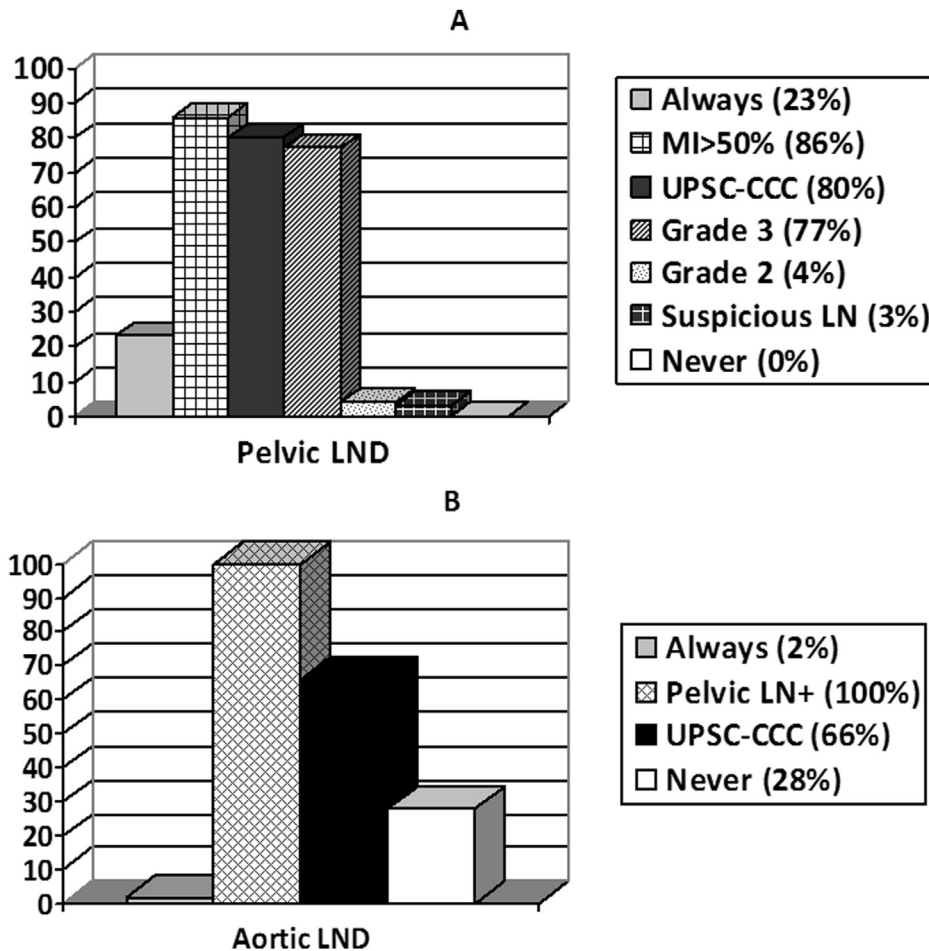 A
100
90
80
70
60
50
40
30
20
10
0
Pelvic LND
Always (23%)
MI>50% (86%)
UPSC-CCC (80%)
Grade 3 (77%)
Grade 2 (4%)
Suspicious LN (3%)
Never (0%)
B
100
90
80
70
60
50
40
30
20
10
0
Aortic LND
Always (2%)
Pelvic LN+ (100%)
UPSC-CCC (66%)
Never (28%)